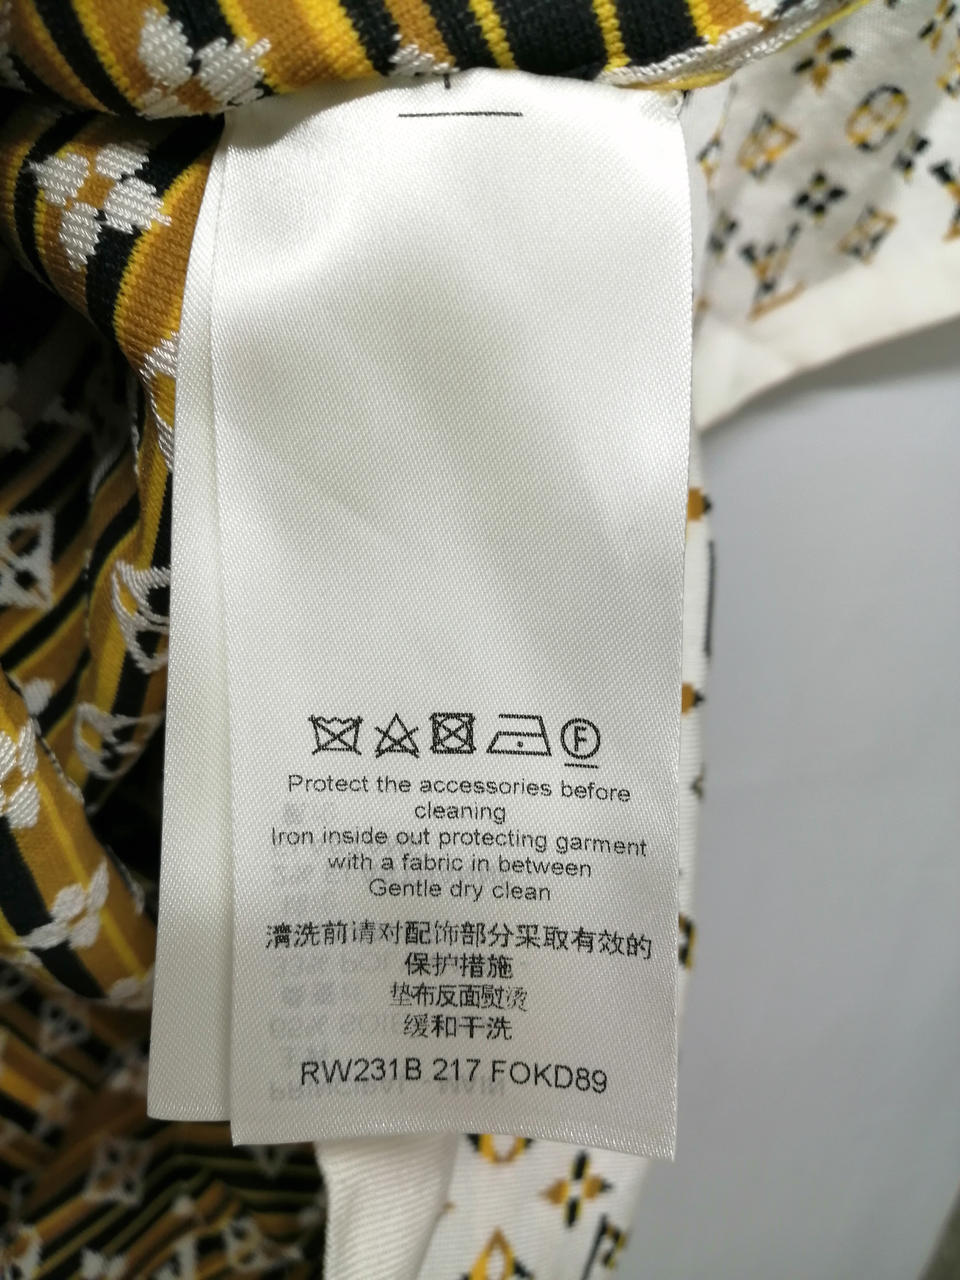 F
Protect the accessories before
cleaning
Iron inside out protecting garment
with a fabric in between
Gentle dry clean
清洗前请对配饰部分采取有效的
保护措施
垫布反面熨烫
缓和干洗
RW231B 217 FOKD89